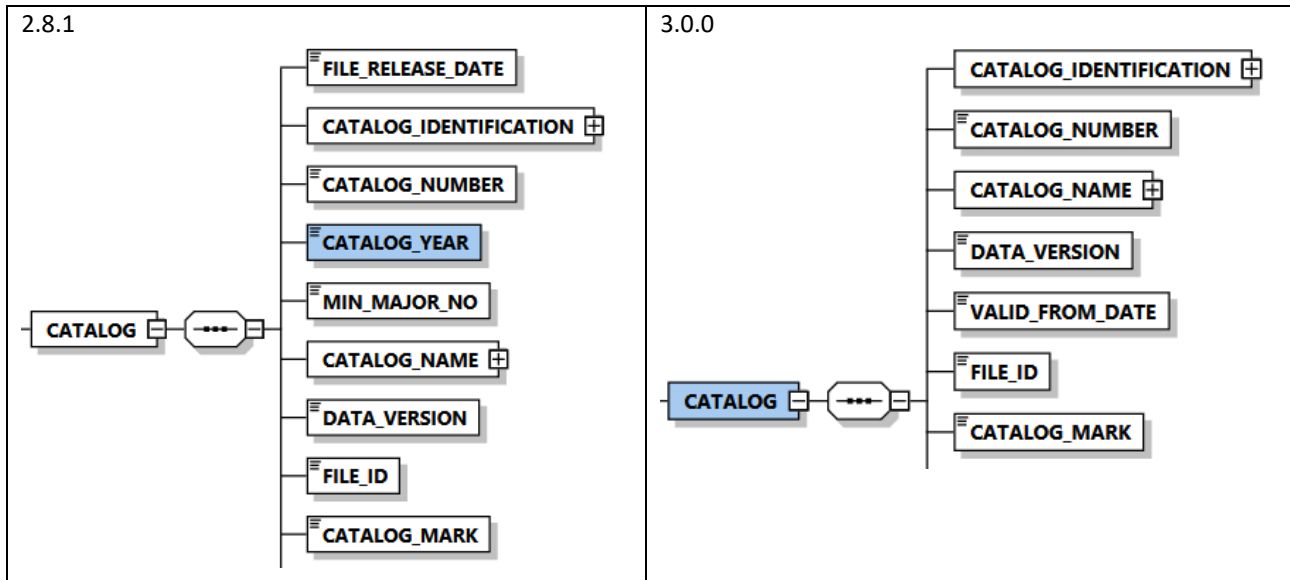 2.8.1
FILE_RELEASE_DATE
CATALOG_IDENTIFICATION
CATALOG_NUMBER
CATALOG_YEAR
MIN_MAJOR_NO
CATALOG
CATALOG_NAME
DATA_VERSION
FILE_ID
CATALOG_MARK
3.0.0
CATALOG_IDENTIFICATION
CATALOG_NUMBER
CATALOG_NAME
DATA_VERSION
VALID_FROM_DATE
FILE_ID
CATALOG
CATALOG_MARK